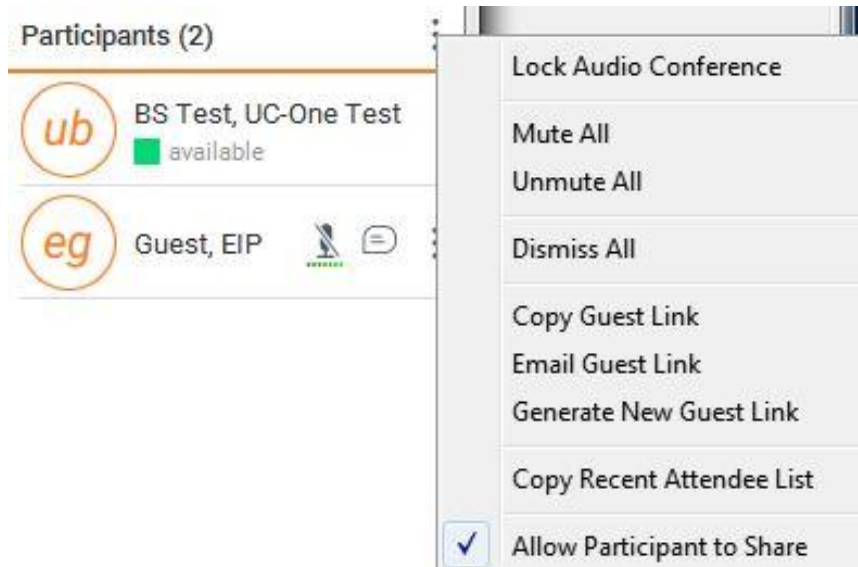 Participants (2)
ub
BS Test, UC-One Test
available
eg
Guest, EIP
Lock Audio Conference
Mute All
Unmute All
Dismiss All
Copy Guest Link
Email Guest Link
Generate New Guest Link
Copy Recent Attendee List
Allow Participant to Share